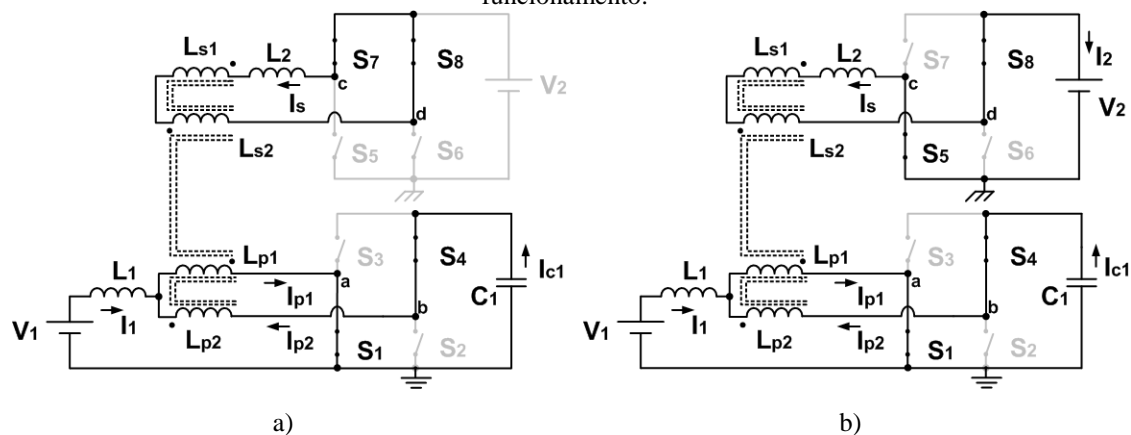 funcionamento.
Ls1
L2
S7
S8
c
Is
V2
d
Ls2
S5
S6
L1
Lp1
S3
S4
Ic1
a
Ip1
C1
b
V1
I1
Lp2
Ip2
S1
S2
a)
Ls1
L2
S7
S8
I2
c
Is
V2
d
Ls2
S5
S6
L1
Lp1
S3
S4
Ic1
a
Ip1
C1
b
V1
I1
Lp2
Ip2
S1
S2
b)